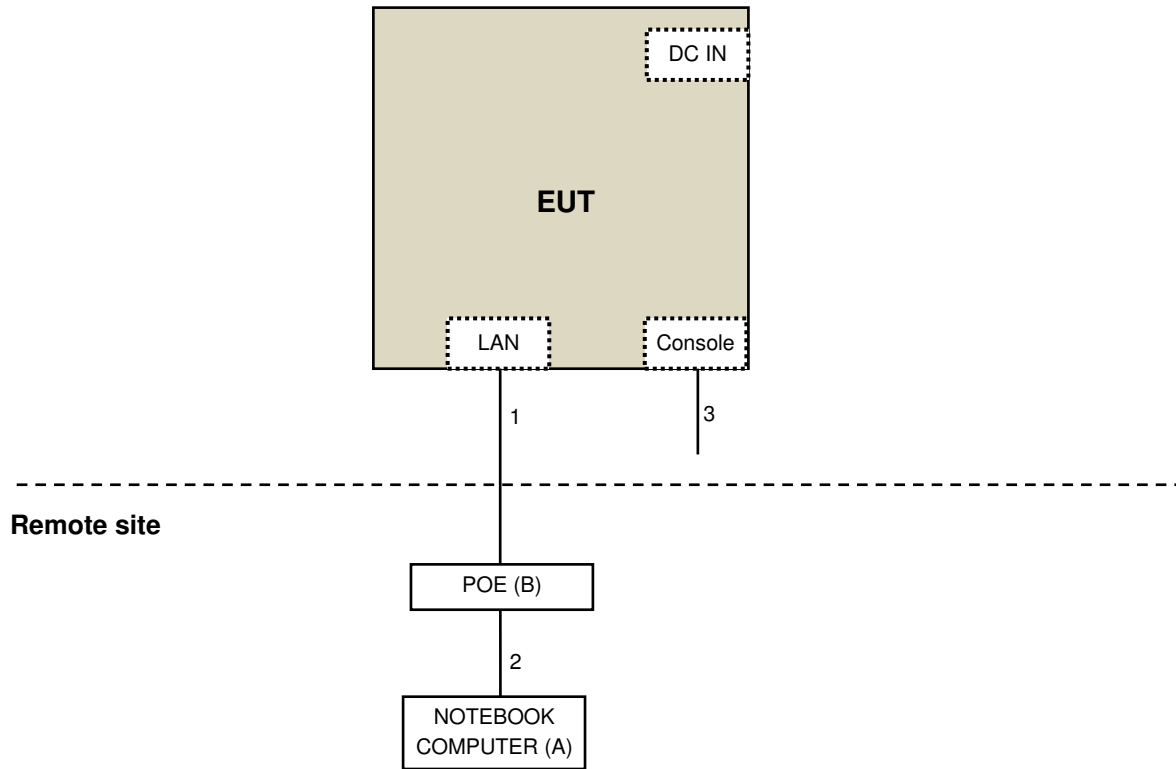 DC IN
EUT
LAN
Console
1
3
Remote site
POE (B)
2
NOTEBOOK
COMPUTER (A)